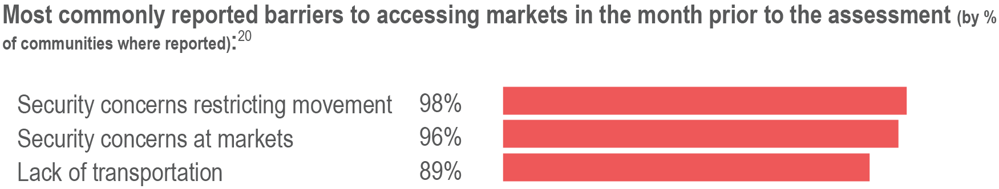 Most commonly reported barriers to accessing markets in the month prior to the assessment (by %
of communities where reported):20
Security concerns restricting movement 98%
Security concerns at markets 96%
Lack of transportation 89%